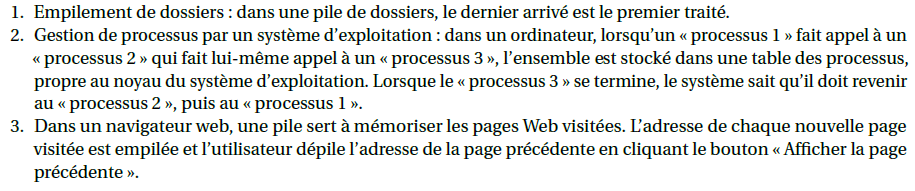 1. Empilement de dossiers : dans une pile de dossiers, le dernier arrivé est le premier traité.
2. Gestion de processus par un système d'exploitation : dans un ordinateur, lorsqu'un « processus 1 » fait appel à un
« processus 2 » qui fait lui-même appel à un « processus 3 », l'ensemble est stocké dans une table des processus,
propre au noyau du système d'exploitation. Lorsque le « processus 3 » se termine, le système sait qu'il doit revenir
au « processus 2 », puis au « processus 1 ».
3. Dans un navigateur web, une pile sert à mémoriser les pages Web visitées. L'adresse de chaque nouvelle page
visitée est empilée et l'utilisateur dépile l'adresse de la page précédente en cliquant le bouton « Afficher la page
précédente ».